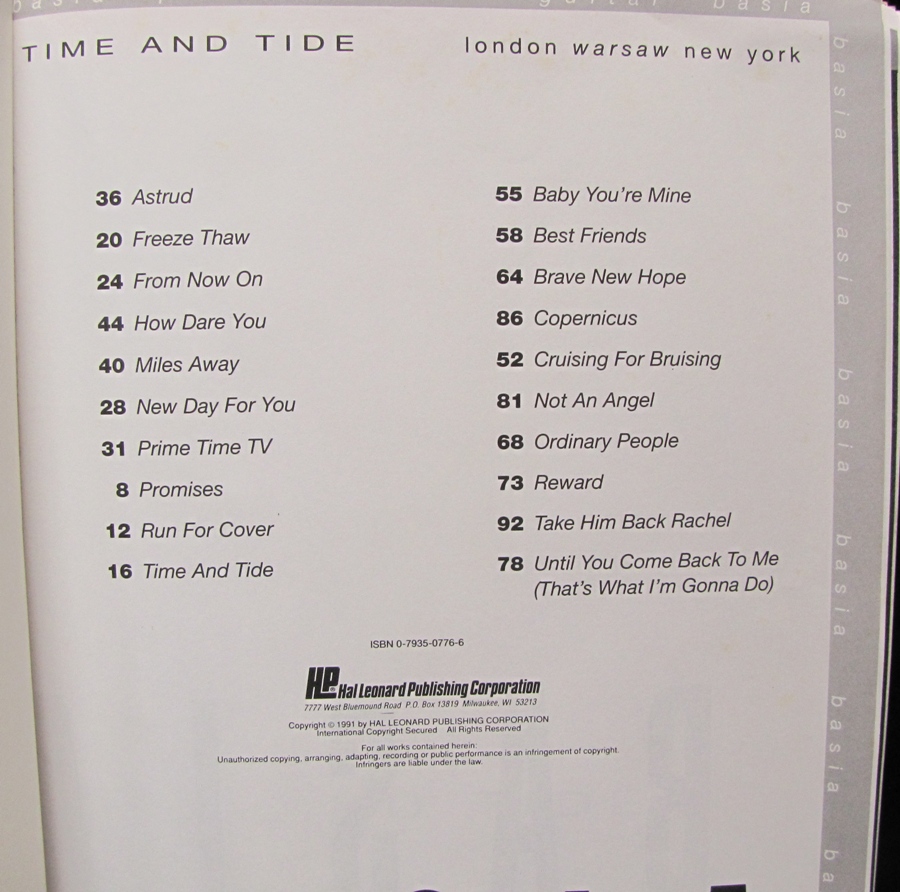 basia guitar basia
TIME AND TIDE
36 Astrud
20 Freeze Thaw
24 From Now On
44 How Dare You
40 Miles Away
28 New Day For You
31 Prime Time TV
8 Promises
12 Run For Cover
16 Time And Tide
london warsaw new york
55 Baby You're Mine
58 Best Friends
64 Brave New Hope
86 Copernicus
52 Cruising For Bruising
81 Not An Angel
68 Ordinary People
73 Reward
92 Take Him Back Rachel
78 Until You Come Back To Me
(That's What I'm Gonna Do)
ISBN 0-7935-0776-6
HL Hal Leonard Publishing Corporation
7777 West Bluemound Road P.O. Box 13819 Milwaukee, WI 53213
Copyright © 1991 by HAL LEONARD PUBLISHING CORPORATION
International Copyright Secured All Rights Reserved
For all works contained herein:
Unauthorized copying, arranging, adapting, recording or public performance is an infringement of copyright.
Infringers are liable under the law.
basia basia basia basia basia ba